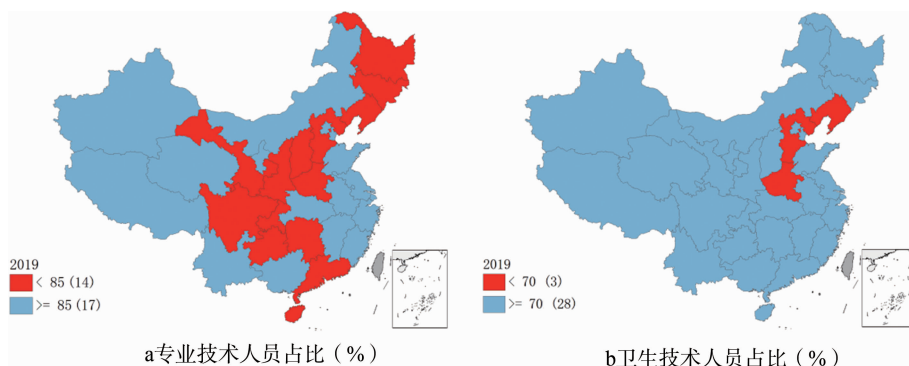 2019
< 85(14)
>= 85(17)
a专业技术人员占比（%）
2019
< 70 (3)
>= 70 (28)
b卫生技术人员占比（%）